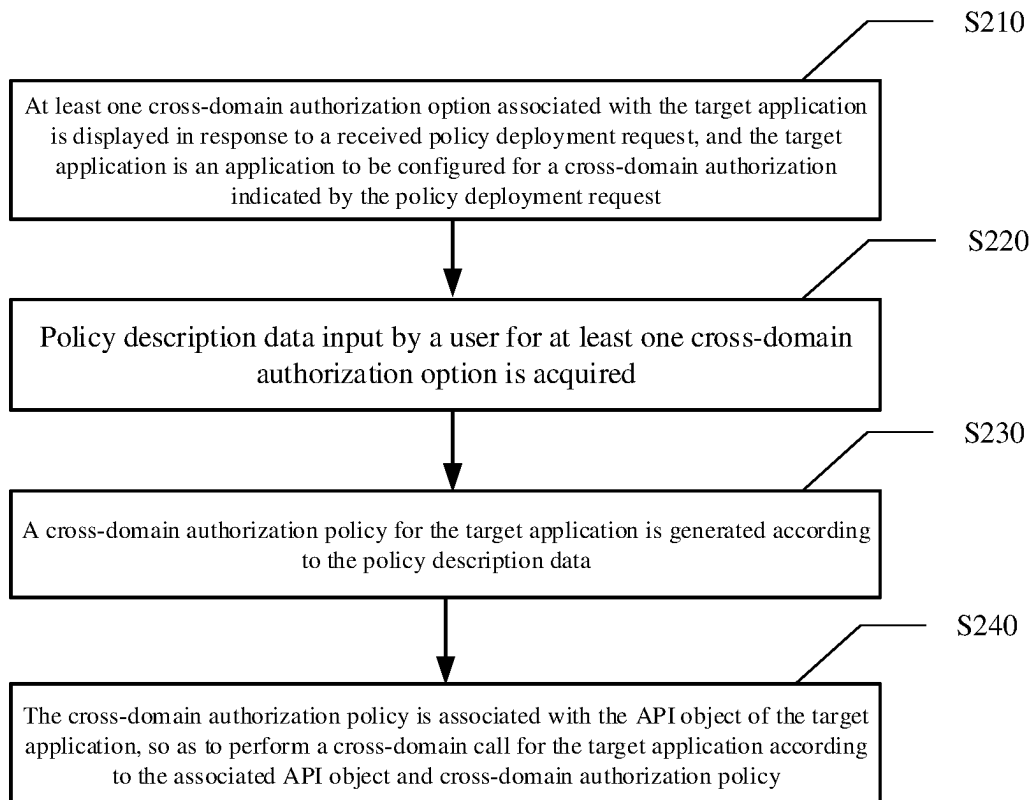 S210
At least one cross-domain authorization option associated with the target application
is displayed in response to a received policy deployment request, and the target
application is an application to be configured for a cross-domain authorization
indicated by the policy deployment request
S220
Policy description data input by a user for at least one cross-domain
authorization option is acquired
S230
A cross-domain authorization policy for the target application is generated according
to the policy description data
S240
The cross-domain authorization policy is associated with the API object of the target
application, so as to perform a cross-domain call for the target application according
to the associated API object and cross-domain authorization policy